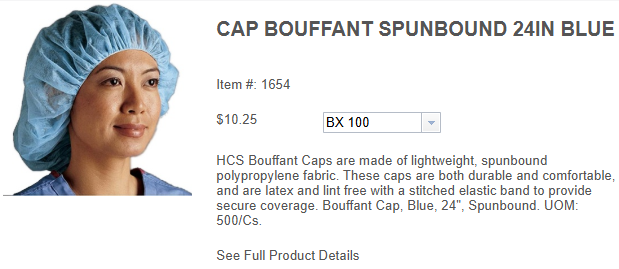 CAP BOUFFANT SPUNBOUND 24IN BLUE
Item #: 1654
$10.25
BX 100
HCS Bouffant Caps are made of lightweight, spunbound
polypropylene fabric. These caps are both durable and comfortable,
and are latex and lint free with a stitched elastic band to provide
secure coverage. Bouffant Cap, Blue, 24", Spunbond. UOM:
500/Cs.
See Full Product Details